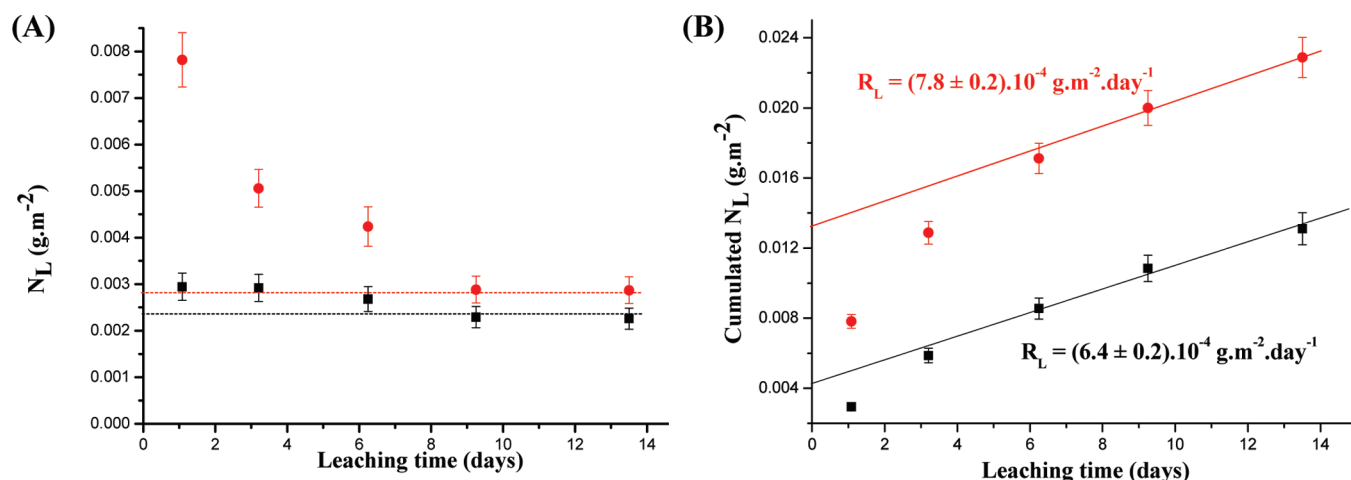 (A)
0.008
0.007
0.006
0.005
0.004
0.003
0.002
0.001
0.000
N_L (g.m⁻²)
0 2 4 6 8 10 12 14
Leaching time (days)
(B)
0.024
0.020
0.016
0.012
0.008
0.004
Cumulated N_L (g.m⁻²)
R_L = (7.8 ± 0.2).10⁻⁴ g.m⁻².day⁻¹
R_L = (6.4 ± 0.2).10⁻⁴ g.m⁻².day⁻¹
0 2 4 6 8 10 12 14
Leaching time (days)